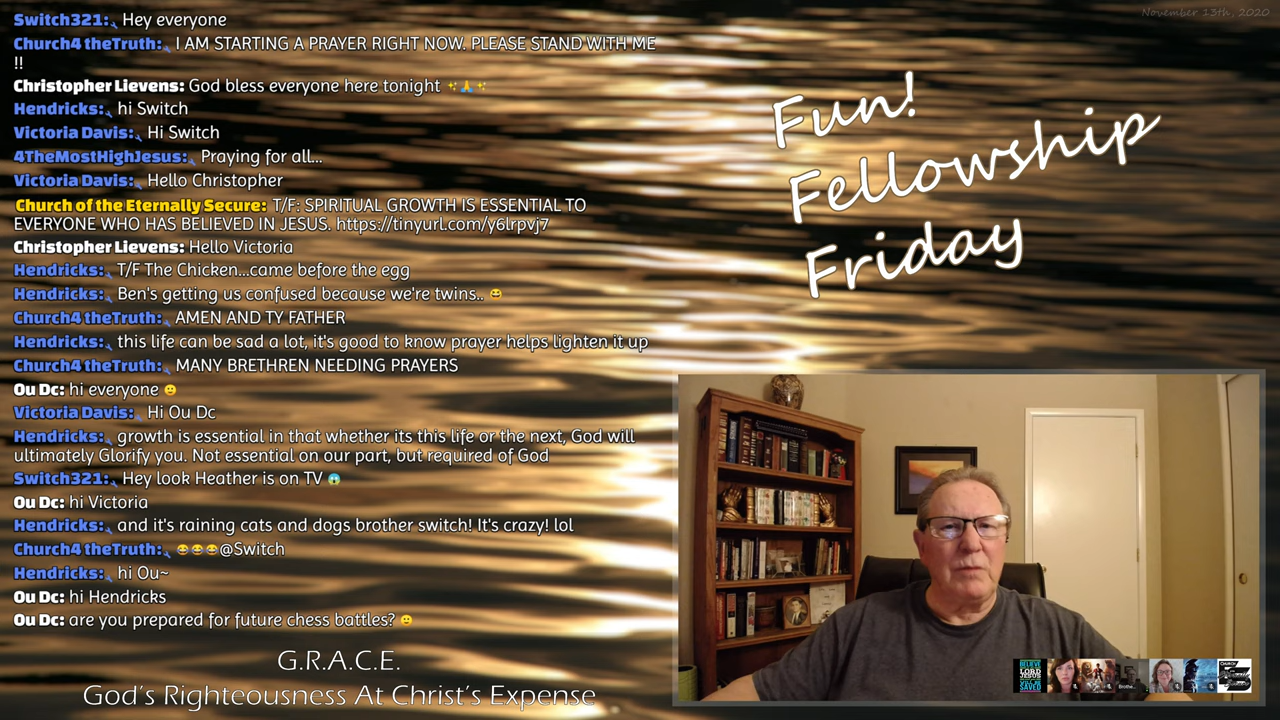 Switch321: Hey everyone
Church4 theTruth: I AM STARTING A PRAYER RIGHT NOW. PLEASE STAND WITH ME
!!
Christopher Lievens: God bless everyone here tonight ✨🙏✨
Hendricks: hi Switch
Victoria Davis: Hi Switch
4TheMostHighJesus: Praying for all...
Victoria Davis: Hello Christopher
Church of the Eternally Secure: T/F: SPIRITUAL GROWTH IS ESSENTIAL TO
EVERYONE WHO HAS BELIEVED IN JESUS. https://tinyurl.com/y6lrpvj7
Christopher Lievens: Hello Victoria
Hendricks: T/F The Chicken...came before the egg
Hendricks: Ben's getting us confused because we're twins.. 😄
Church4 theTruth: AMEN AND TY FATHER
Hendricks: this life can be sad a lot, it's good to know prayer helps lighten it up
Church4 theTruth: MANY BRETHREN NEEDING PRAYERS
Ou Dc: hi everyone 🙂
Victoria Davis: Hi Ou Dc
Hendricks: growth is essential in that whether its this life or the next, God will
ultimately Glorify you. Not essential on our part, but required of God
Switch321: Hey look Heather is on TV 😱
Ou Dc: hi Victoria
Hendricks: and it's raining cats and dogs brother switch! It's crazy! lol
Church4 theTruth: 😂😂😂@Switch
Hendricks: hi Ou~
Ou Dc: hi Hendricks
Ou Dc: are you prepared for future chess battles? 🙂
G.R.A.C.E.
God's Righteousness At Christ's Expense
November 13th, 2020
Fun!
Fellowship
Friday
BELIEVE
LORD
JESUS
SAVED
Brothe...
CHURCH